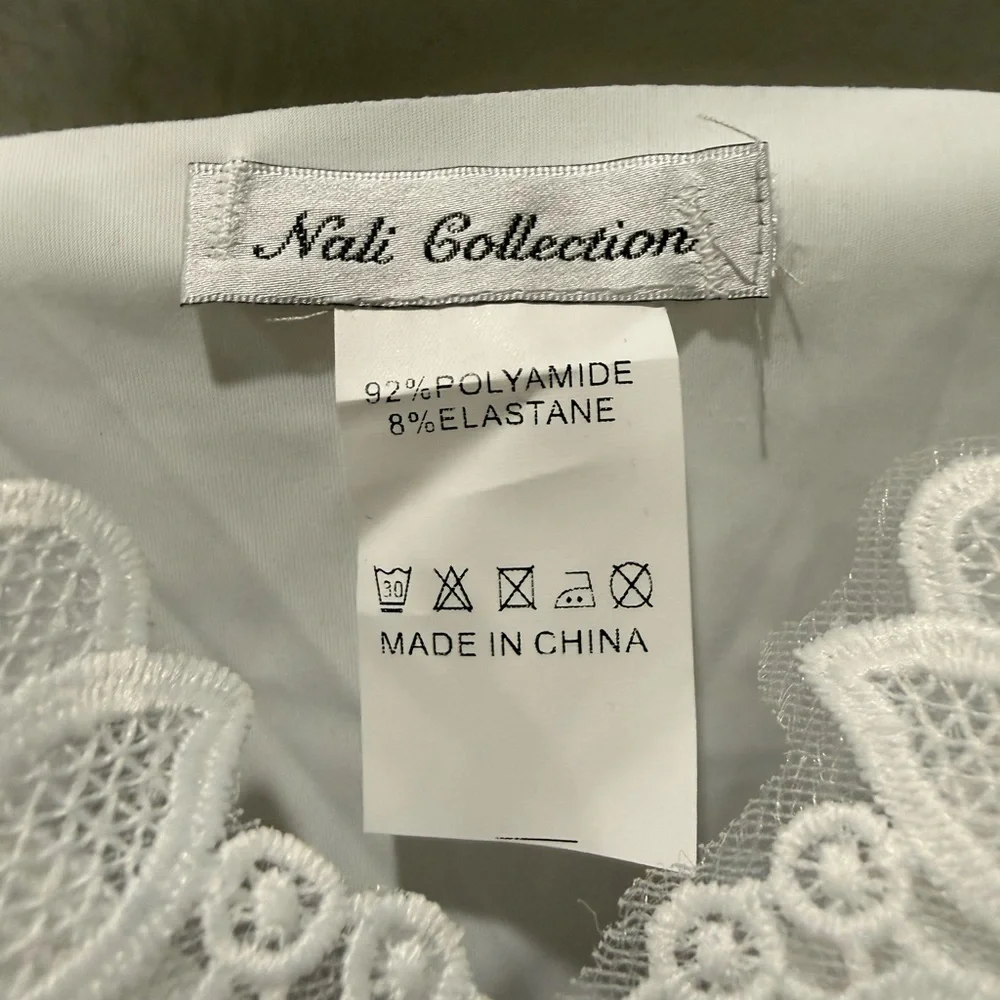 Nali Collection
92%POLYAMIDE
8%ELASTANE
30
MADE IN CHINA